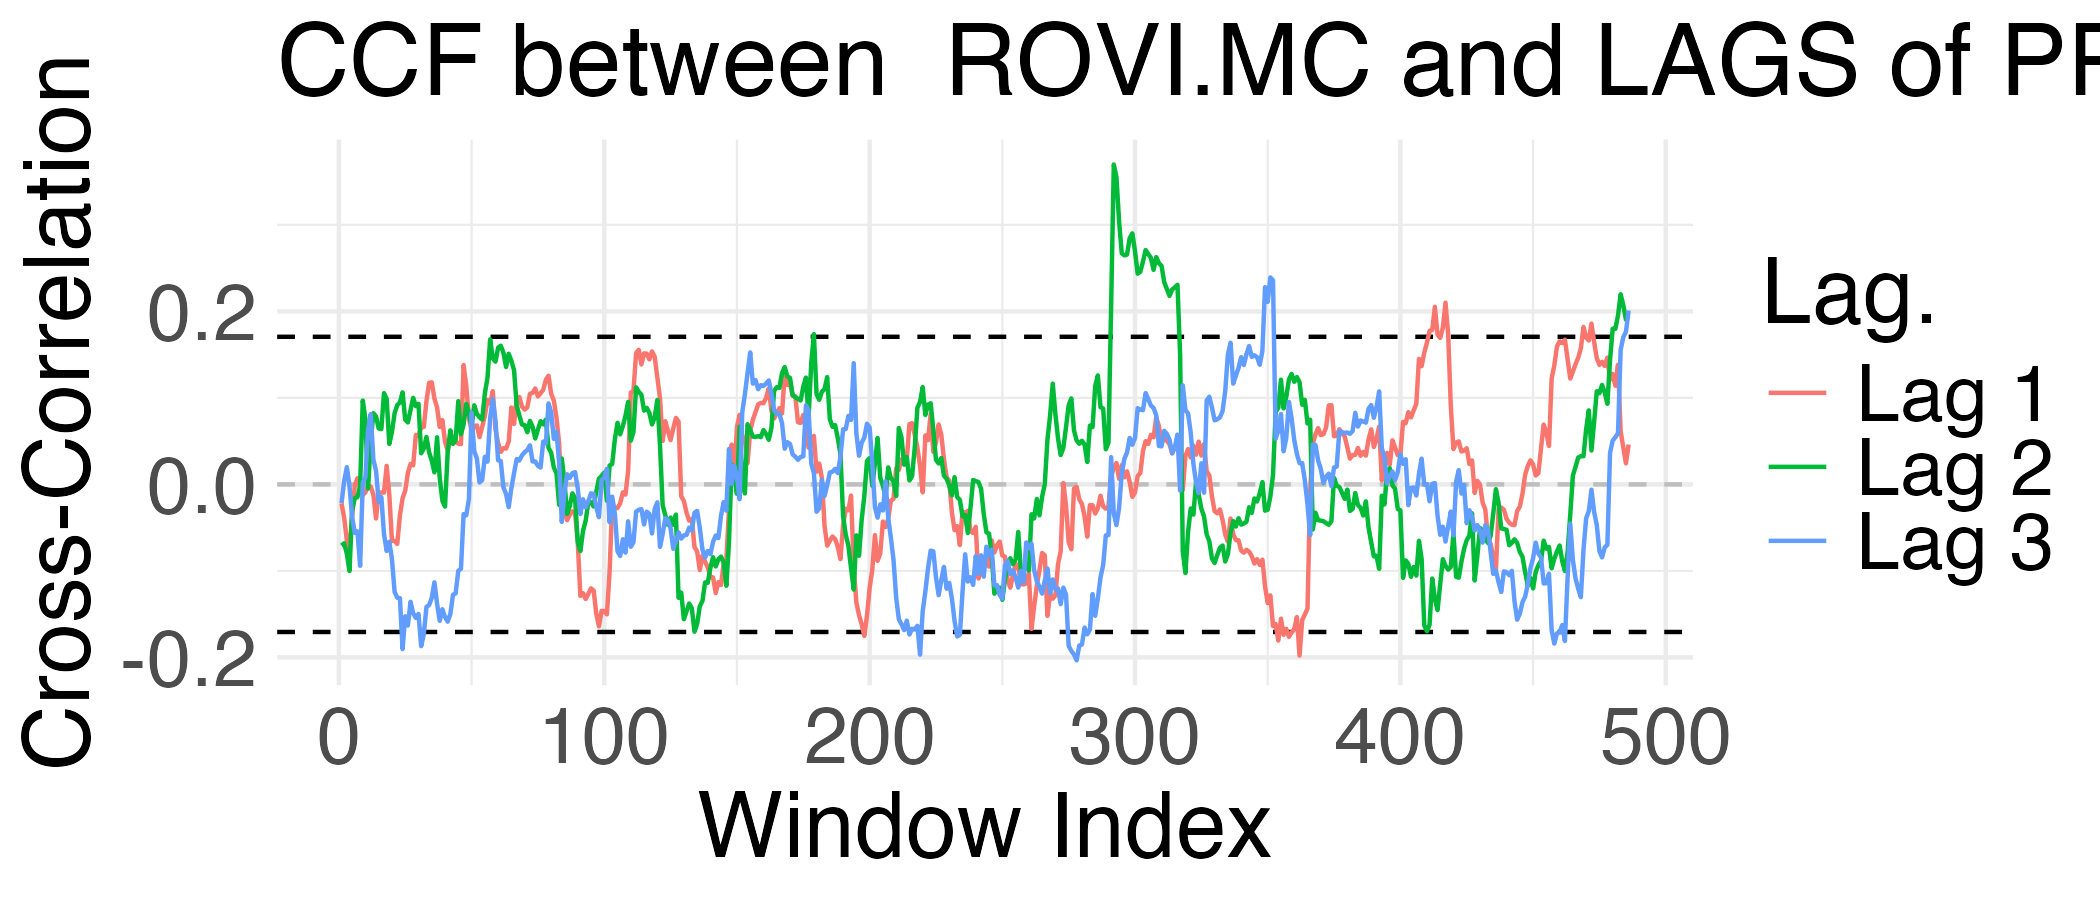 CCF between  ROVI.MC and LAGS of PR
Cross-Correlation
0.2
0.0
-0.2
0
100
200
300
400
500
Window Index
Lag.
Lag 1
Lag 2
Lag 3